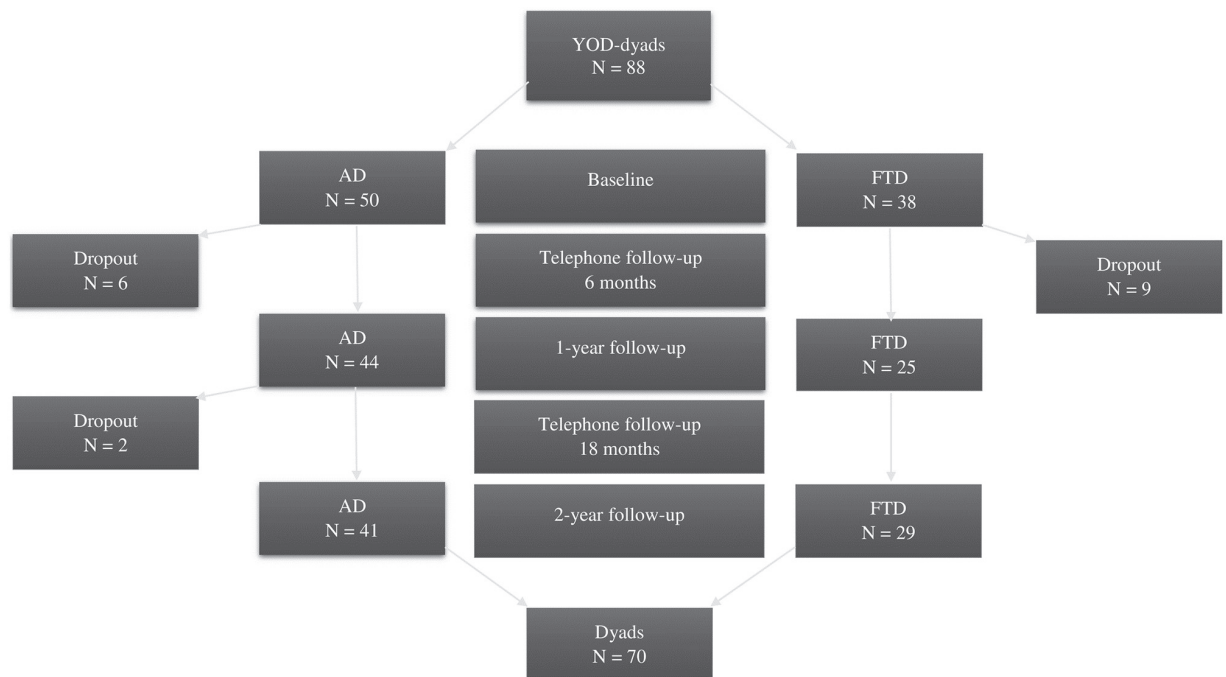 YOD-dyads
N = 88
AD
N = 50
Baseline
FTD
N = 38
Dropout
N = 6
Telephone follow-up
6 months
Dropout
N = 9
AD
N = 44
1-year follow-up
FTD
N = 25
Dropout
N = 2
Telephone follow-up
18 months
AD
N = 41
2-year follow-up
FTD
N = 29
Dyads
N = 70